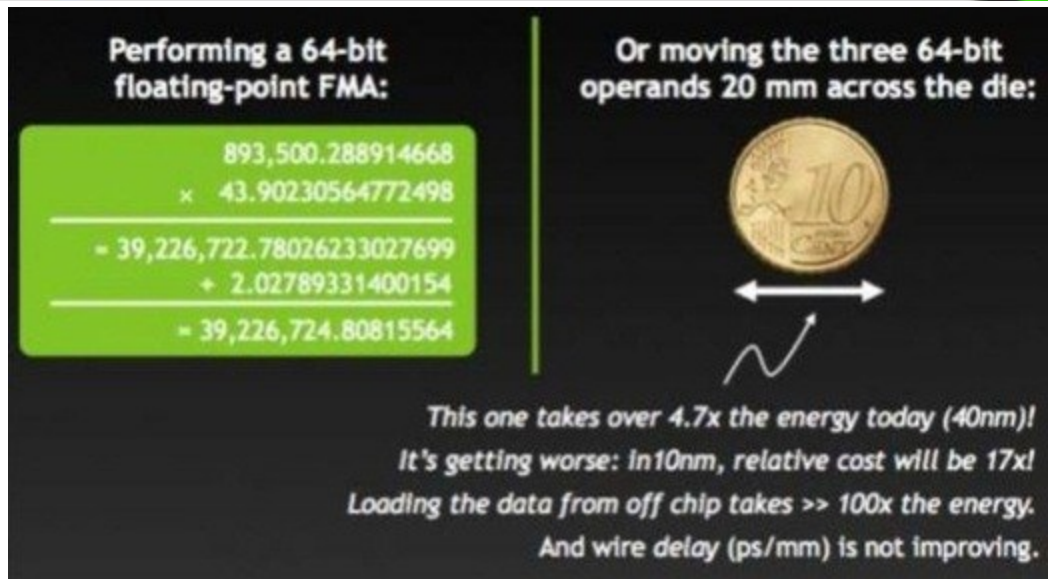 Performing a 64-bit
floating-point FMA:
893,500.288914668
× 43.90230564772498
= 39,226,722.78026233027699
+ 2.02789331400154
= 39,226,724.80815564
Or moving the three 64-bit
operands 20 mm across the die:
10
CENT
This one takes over 4.7x the energy today (40nm)!
It's getting worse: in10nm, relative cost will be 17x!
Loading the data from off chip takes >> 100x the energy.
And wire delay (ps/mm) is not improving.